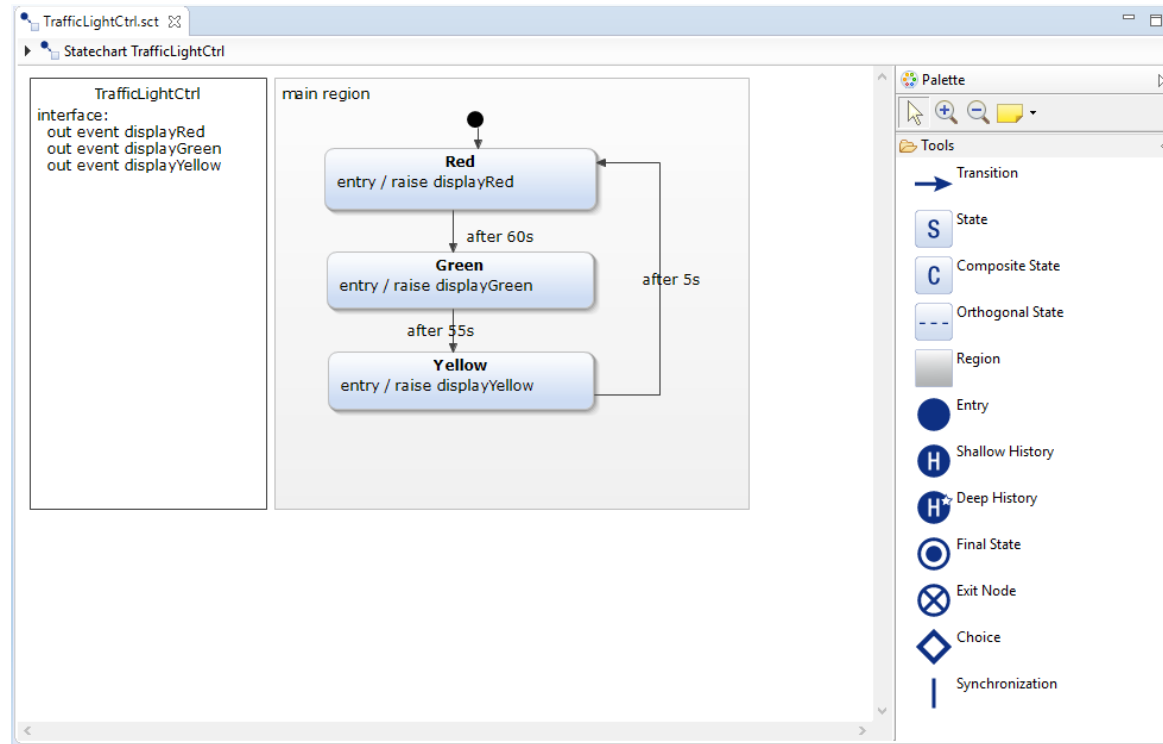 TrafficLightCtrl.sct
Statechart TrafficLightCtrl
TrafficLightCtrl
interface:
out event displayRed
out event displayGreen
out event displayYellow
main region
Red
entry / raise displayRed
after 60s
Green
entry / raise displayGreen
after 5s
after 55s
Yellow
entry / raise displayYellow
Palette
Tools
Transition
S
State
C
Composite State
Orthogonal State
Region
Entry
H
Shallow History
H
Deep History
Final State
Exit Node
Choice
Synchronization